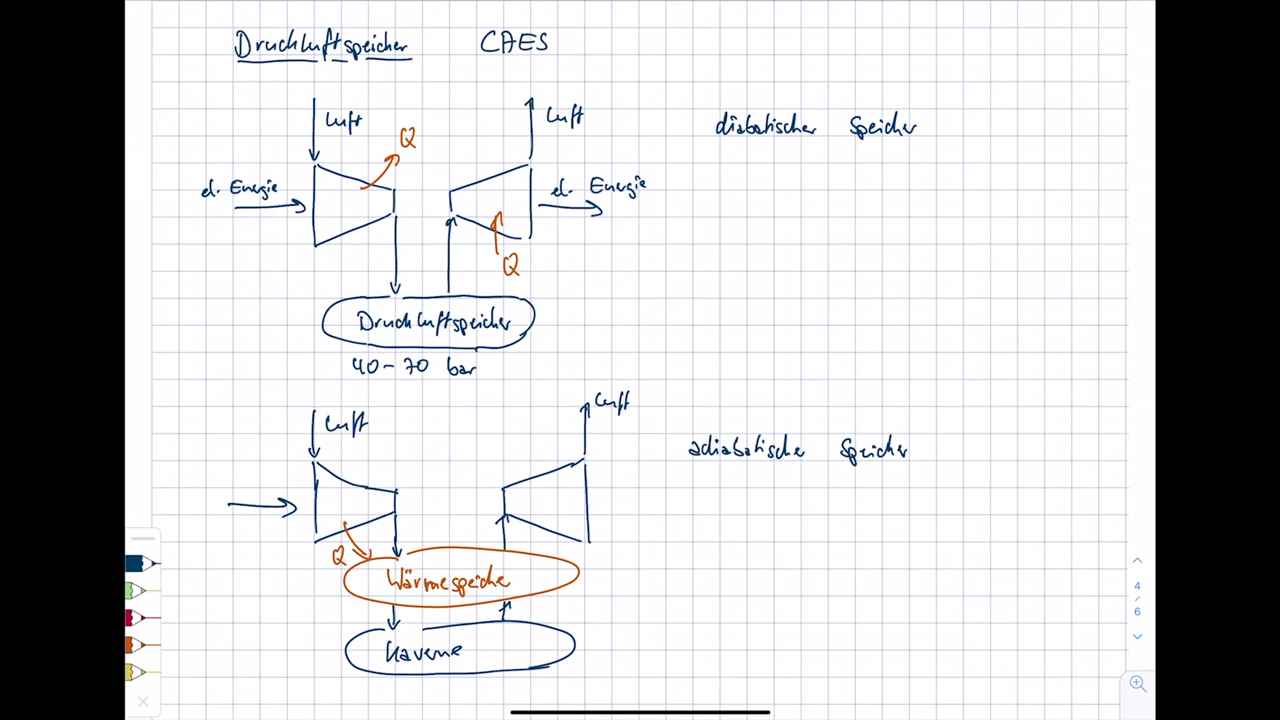 Druckluftspeicher CAES
Luft
Luft
diabatischer Speicher
Q
el. Energie
el. Energie
Q
Druckluftspeicher
40-70 bar
Luft
Luft
adiabatische Speicher
Q
Wärmespeiche
Kaverne
4
/
6